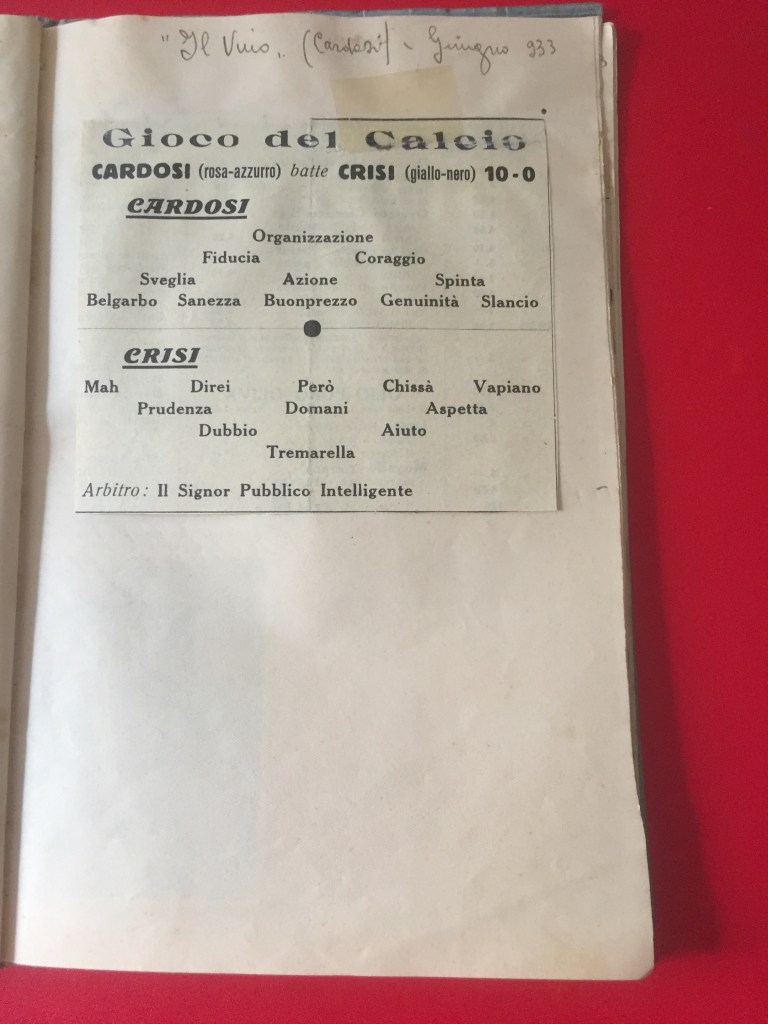 "Il Vino„ (Cardosi) - Giugno 933
Gioco del Calcio
CARDOSI (rosa-azzurro) batte CRISI (giallo-nero) 10-0
CARDOSI
Organizzazione
Fiducia Coraggio
Sveglia Azione Spinta
Belgarbo Sanezza Buonprezzo Genuinità Slancio
CRISI
Mah Direi Però Chissà Vapiano
Prudenza Domani Aspetta
Dubbio Aiuto
Tremarella
Arbitro: Il Signor Pubblico Intelligente